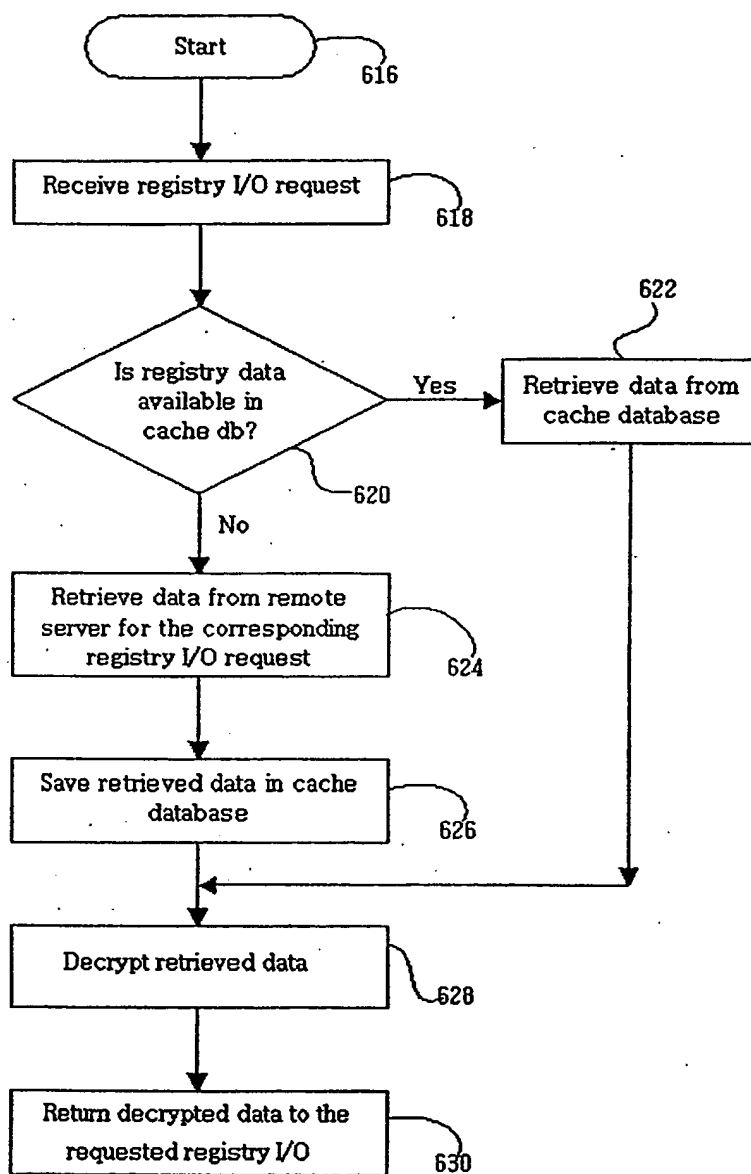 Start
616
Receive registry I/O request
618
Is registry data
available in
cache db?
620
Yes
622
Retrieve data from
cache database
No
Retrieve data from remote
server for the corresponding
registry I/O request
624
Save retrieved data in cache
database
626
Decrypt retrieved data
628
Return decrypted data to the
requested registry I/O
630